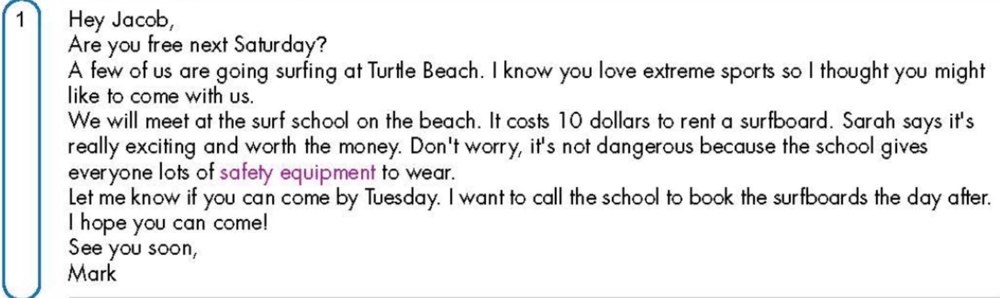 1
Hey Jacob,
Are you free next Saturday?
A few of us are going surfing at Turtle Beach. I know you love extreme sports so I thought you might
like to come with us.
We will meet at the surf school on the beach. It costs 10 dollars to rent a surfboard. Sarah says it's
really exciting and worth the money. Don't worry, it's not dangerous because the school gives
everyone lots of safety equipment to wear.
Let me know if you can come by Tuesday. I want to call the school to book the surfboards the day after.
I hope you can come!
See you soon,
Mark